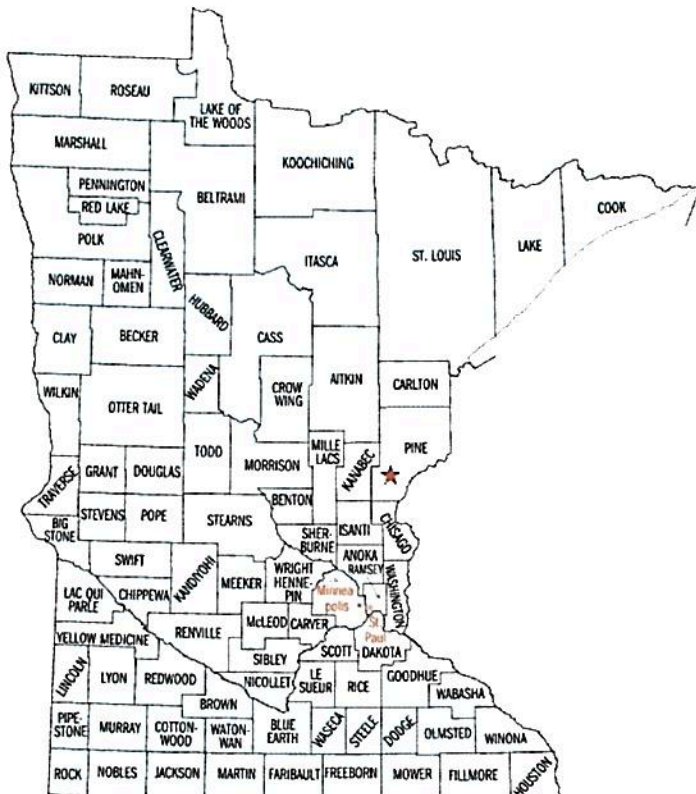 KITTSON
ROSEAU
LAKE OF
THE WOODS
MARSHALL
KOOCHICHING
PENNINGTON
BELTRAMI
RED LAKE
COOK
POLK
CLEARWATER
ITASCA
ST. LOUIS
LAKE
NORMAN
MAHN-
OMEN
HUBBARD
CLAY
BECKER
CASS
AITKIN
WADENA
CARLTON
WILKIN
OTTER TAIL
CROW
WING
PINE
TODD
MILLE
LACS
KANABEC
MORRISON
TRAVERSE
GRANT
DOUGLAS
BENTON
STEVENS
POPE
STEARNS
BIG
STONE
SHER-
BURNE
ISANTI
CHISAGO
SWIFT
KANDIYOHI
ANOKA
WRIGHT
RAMSEY
WASHINGTON
MEEKER
HENNE-
PIN
Minnea
polis
LAC QUI
PARLE
CHIPPEWA
McLEOD
CARVER
St.
Paul
RENVILLE
YELLOW MEDICINE
SCOTT
DAKOTA
SIBLEY
LINCOLN
LYON
REDWOOD
NICOLLET
LE
SUEUR
RICE
GOODHUE
WABASHA
BROWN
PIPE-
STONE
MURRAY
COTTON-
WOOD
WATON-
WAN
BLUE
EARTH
WASECA
STEELE
DODGE
OLMSTED
WINONA
ROCK
NOBLES
JACKSON
MARTIN
FARIBAULT
FREEBORN
MOWER
FILLMORE
HOUSTON